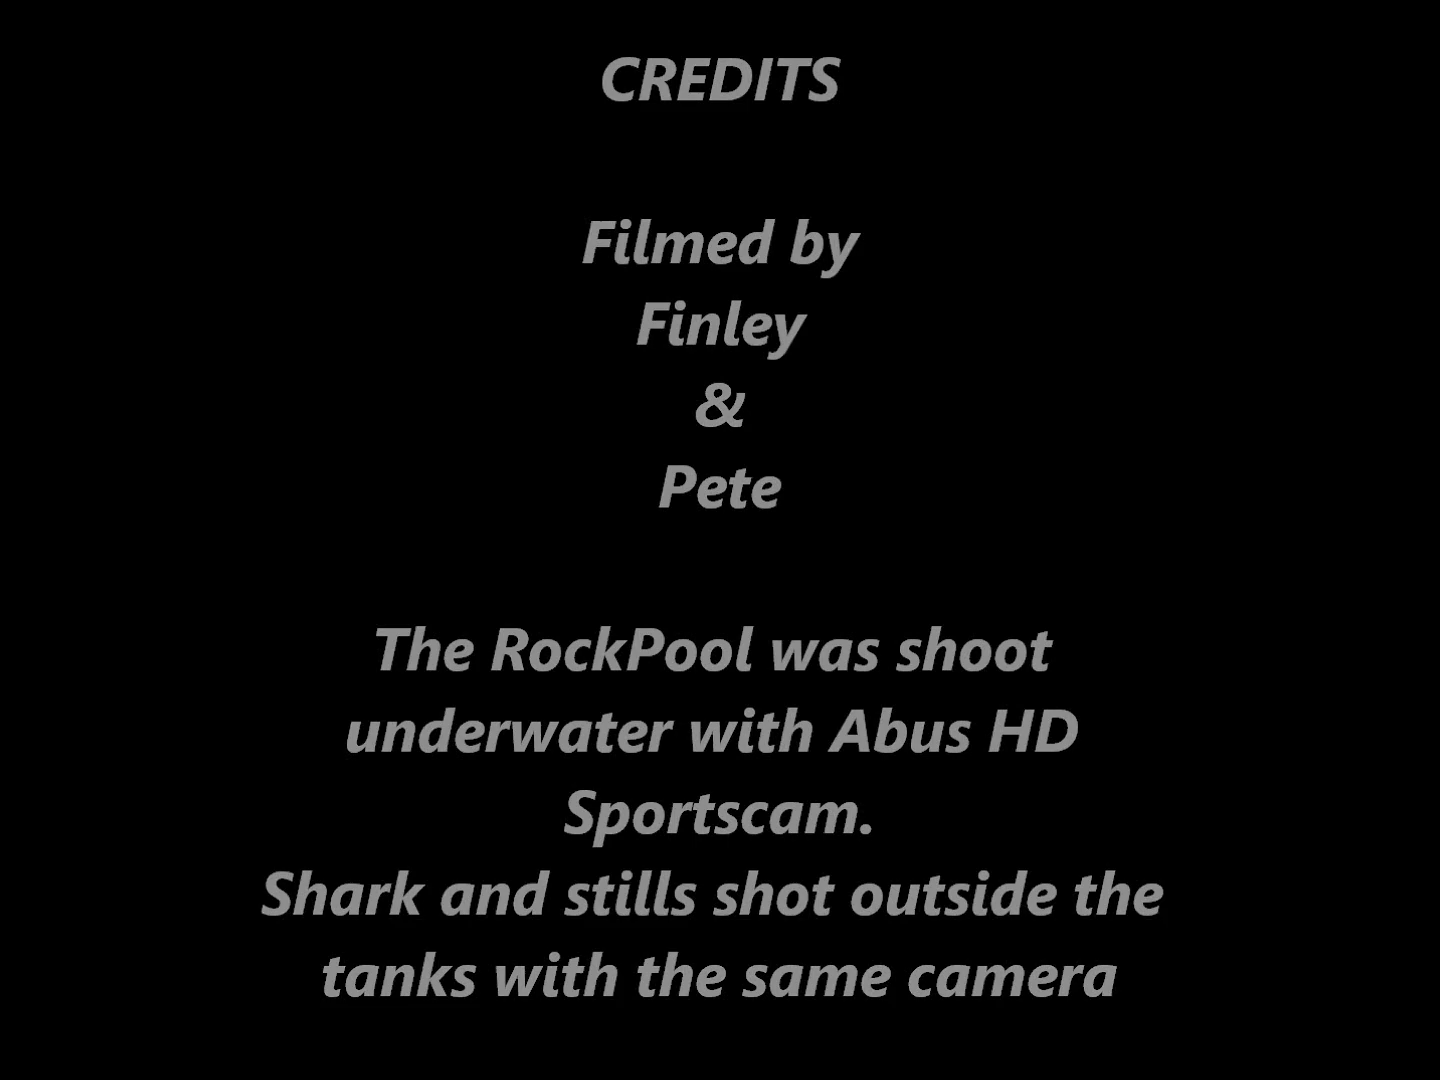 CREDITS
Filmed by
Finley
&
Pete
The RockPool was shoot
underwater with Abus HD
Sportscam.
Shark and stills shot outside the
tanks with the same camera